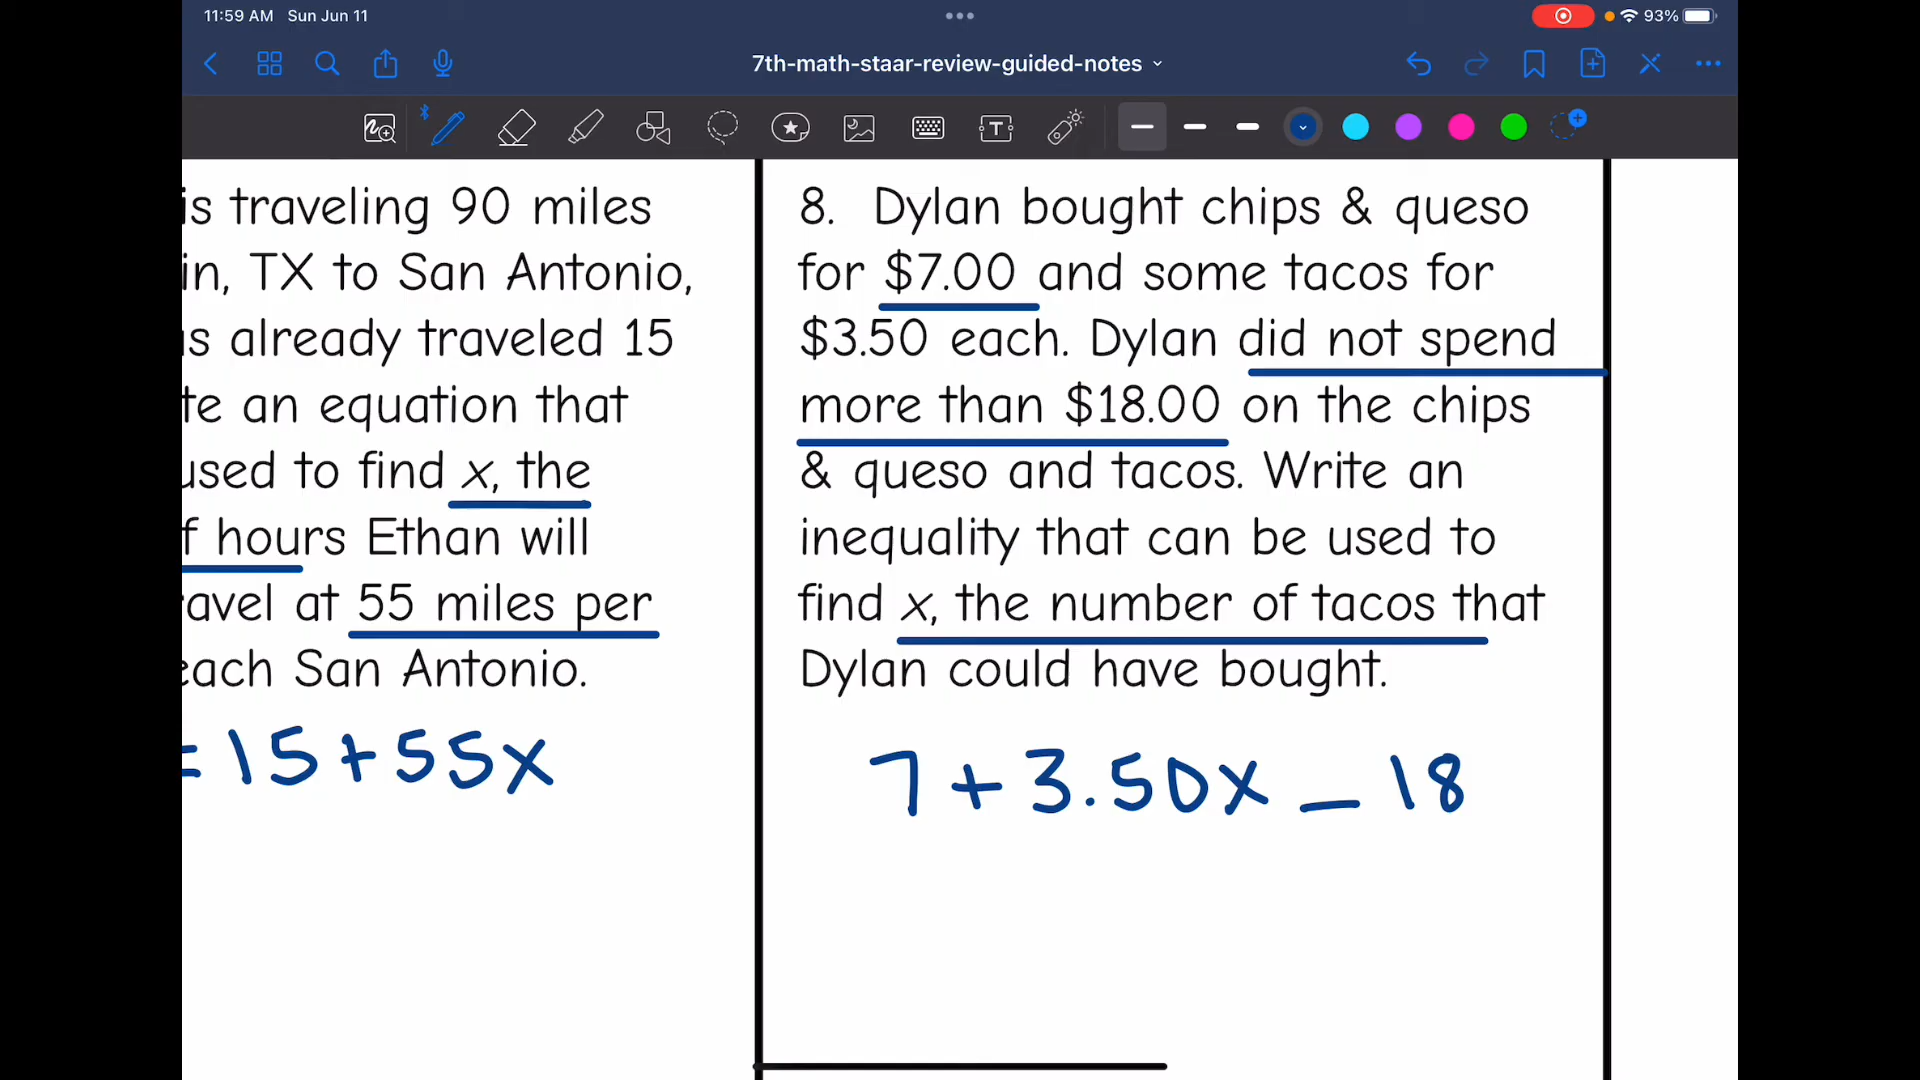 11:59 AM Sun Jun 11
93%
7th-math-staar-review-guided-notes
T
is traveling 90 miles
in, TX to San Antonio,
as already traveled 15
te an equation that
used to find x, the
f hours Ethan will
ravel at 55 miles per
each San Antonio.
= 15 + 55x
8. Dylan bought chips & queso
for $7.00 and some tacos for
$3.50 each. Dylan did not spend
more than $18.00 on the chips
& queso and tacos. Write an
inequality that can be used to
find x, the number of tacos that
Dylan could have bought.
7 + 3.50x _ 18